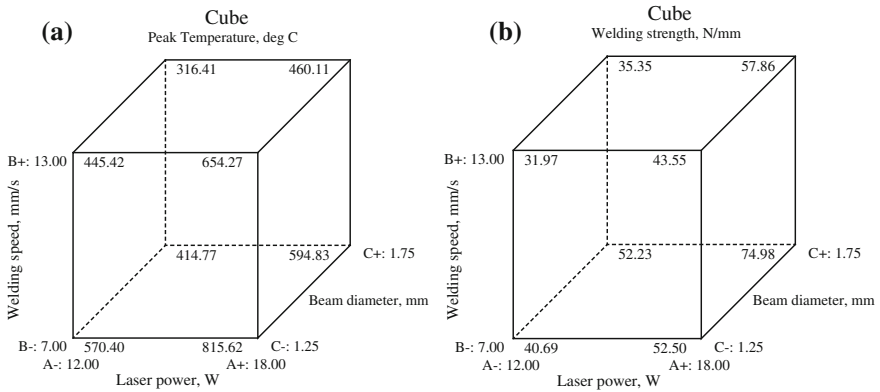 (a)
Cube
Peak Temperature, deg C
316.41 460.11
B+: 13.00 445.42 654.27
Welding speed, mm/s
414.77 594.83 C+: 1.75
Beam diameter, mm
B-: 7.00 570.40 815.62 C-: 1.25
A-: 12.00 A+: 18.00
Laser power, W
(b)
Cube
Welding strength, N/mm
35.35 57.86
B+: 13.00 31.97 43.55
Welding speed, mm/s
52.23 74.98 C+: 1.75
Beam diameter, mm
B-: 7.00 40.69 52.50 C-: 1.25
A-: 12.00 A+: 18.00
Laser power, W